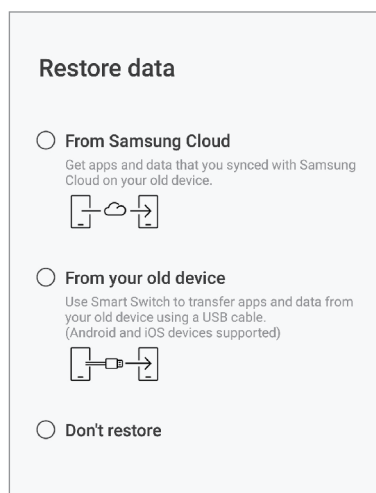 Restore data
From Samsung Cloud
Get apps and data that you synced with Samsung
Cloud on your old device.
From your old device
Use Smart Switch to transfer apps and data from
your old device using a USB cable.
(Android and iOS devices supported)
Don't restore